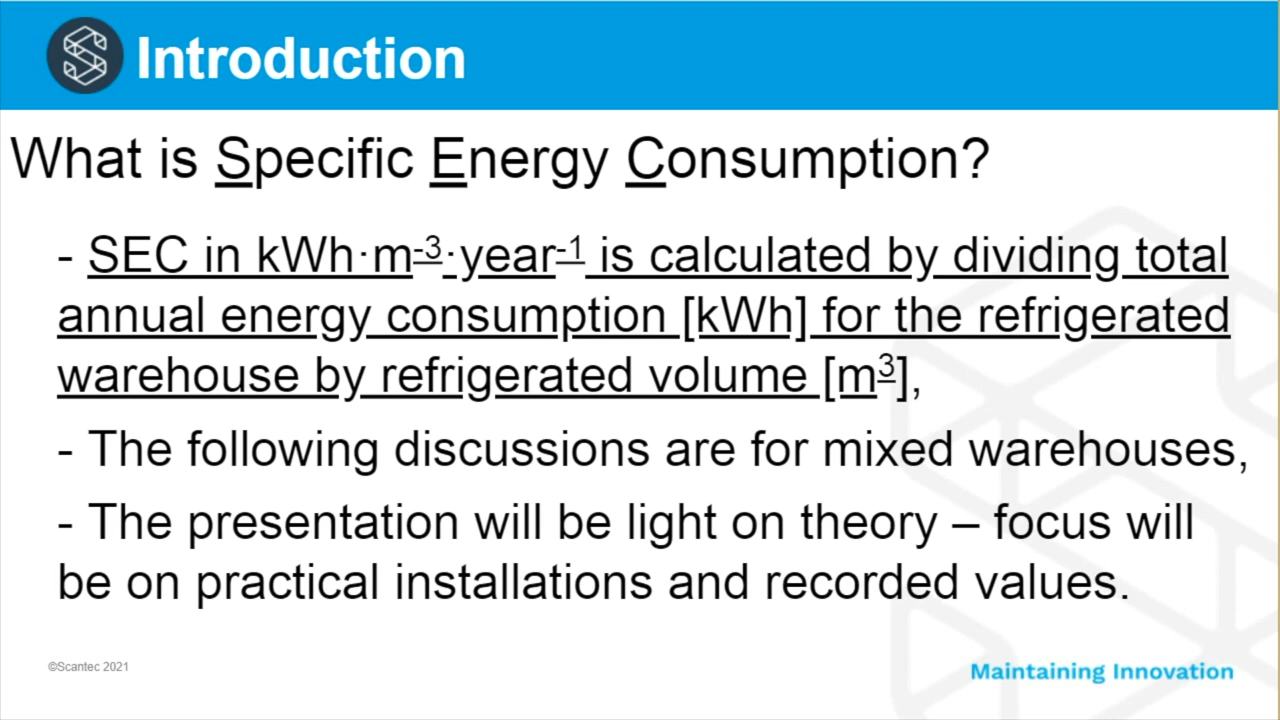 Introduction
What is Specific Energy Consumption?
- SEC in kWh·m-3·year-1 is calculated by dividing total
annual energy consumption [kWh] for the refrigerated
warehouse by refrigerated volume [m3],
- The following discussions are for mixed warehouses,
- The presentation will be light on theory – focus will
be on practical installations and recorded values.
©Scantec 2021
Maintaining Innovation